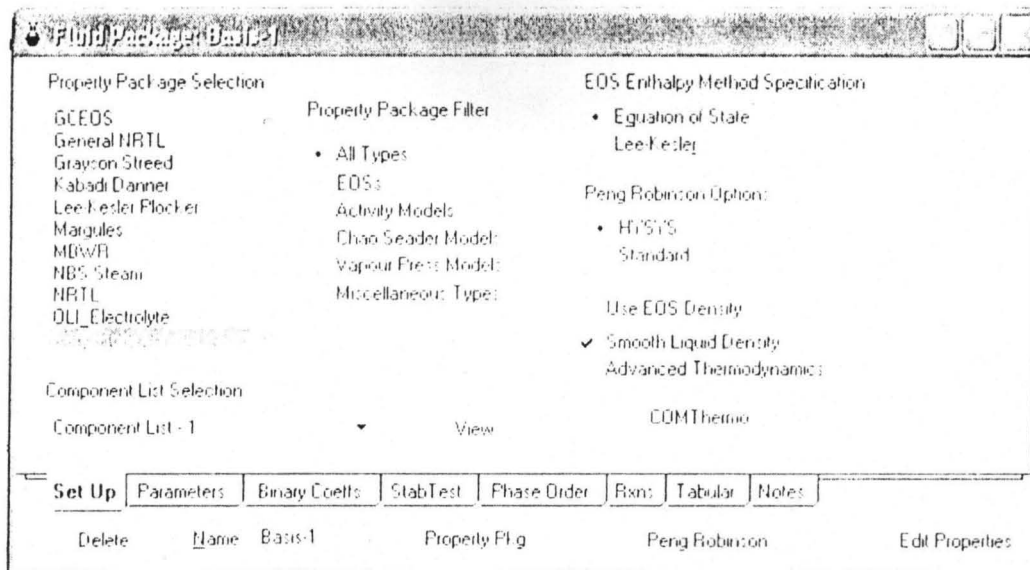 Fluid Package: Basis-1
Property Package Selection
GCEOS
General NRTL
Grayson Streed
Kabadi Danner
Lee-Kesler Plocker
Margules
MBWR
NBS Steam
NRTL
OLI_Electrolyte
Property Package Filter
All Types
EOSs
Activity Models
Chao Seader Models
Vapour Press Models
Miscellaneous Types
EOS Enthalpy Method Specification
Equation of State
Lee-Kesler
Peng Robinson Options
HYSYS
Standard
Use EOS Density
Smooth Liquid Density
Advanced Thermodynamics
COMThermo
Component List Selection
Component List - 1
View
Set Up Parameters Binary Coeffs StabTest Phase Order Rxns Tabular Notes
Delete Name Basis-1 Property Pkg Peng Robinson Edit Properties